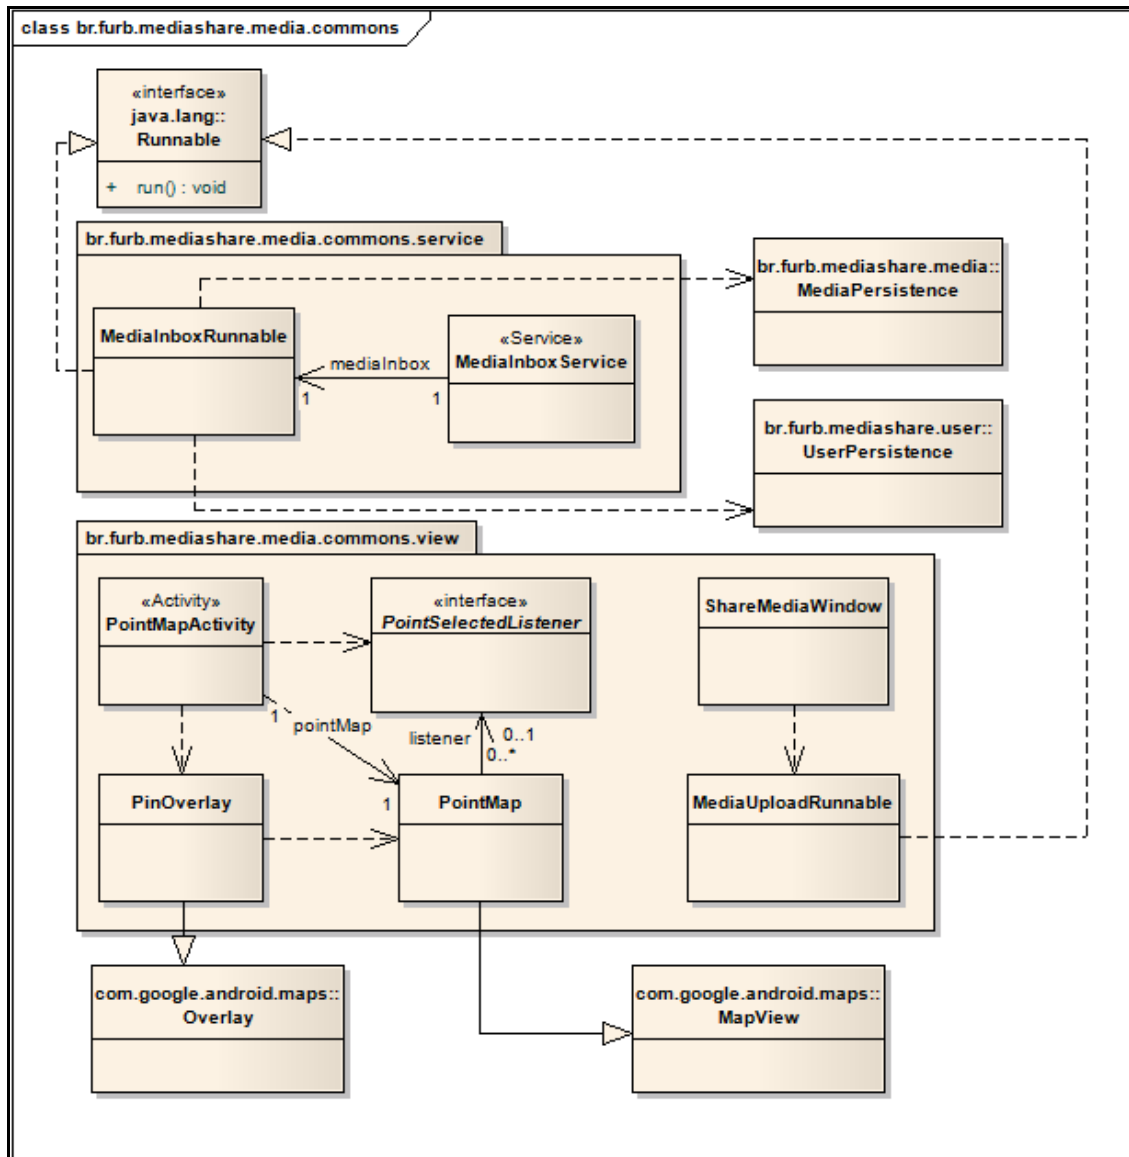 class br.furb.mediashare.media.commons
«interface»
java.lang::
Runnable
+ run() : void
br.furb.mediashare.media.commons.service
MediaInboxRunnable
mediaInbox
1
1
«Service»
MediaInboxService
br.furb.mediashare.media::
MediaPersistence
br.furb.mediashare.user::
UserPersistence
br.furb.mediashare.media.commons.view
«Activity»
PointMapActivity
«interface»
PointSelectedListener
ShareMediaWindow
1
pointMap
1
listener
0..1
0..*
PinOverlay
PointMap
MediaUploadRunnable
com.google.android.maps::
Overlay
com.google.android.maps::
MapView